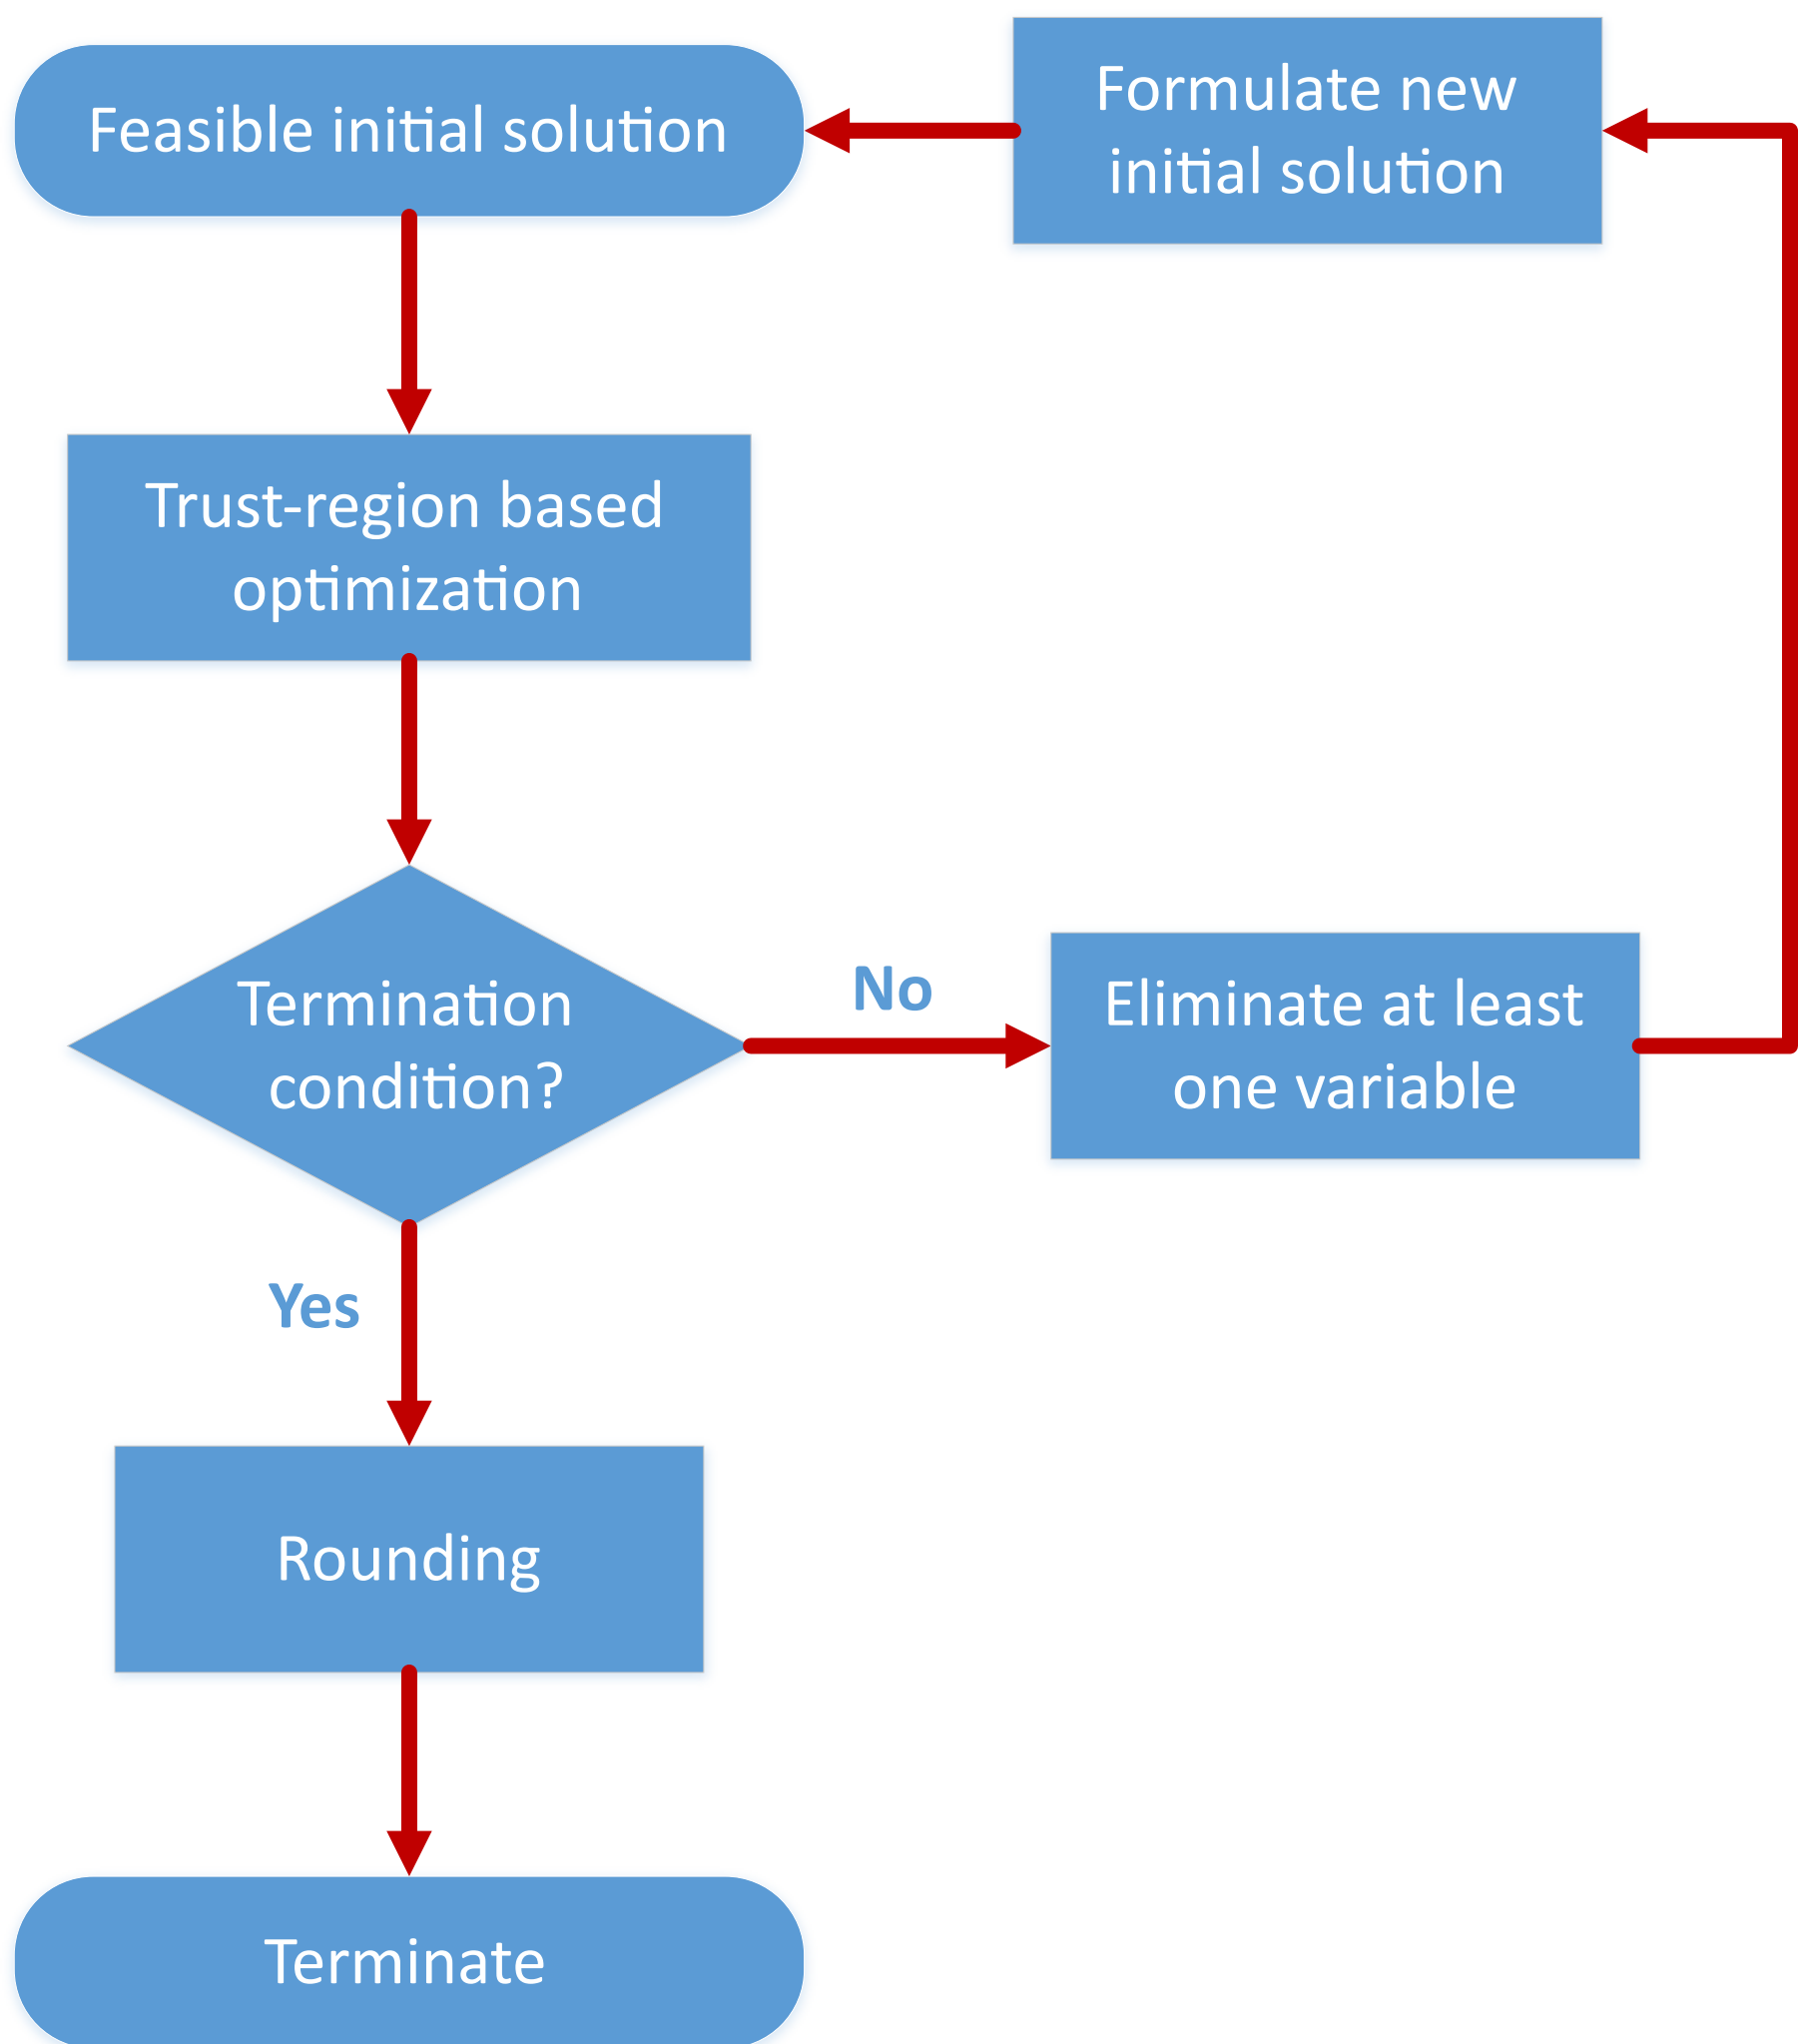 Feasible initial solution
Formulate new
initial solution
Trust-region based
optimization
Termination
condition?
No
Eliminate at least
one variable
Yes
Rounding
Terminate